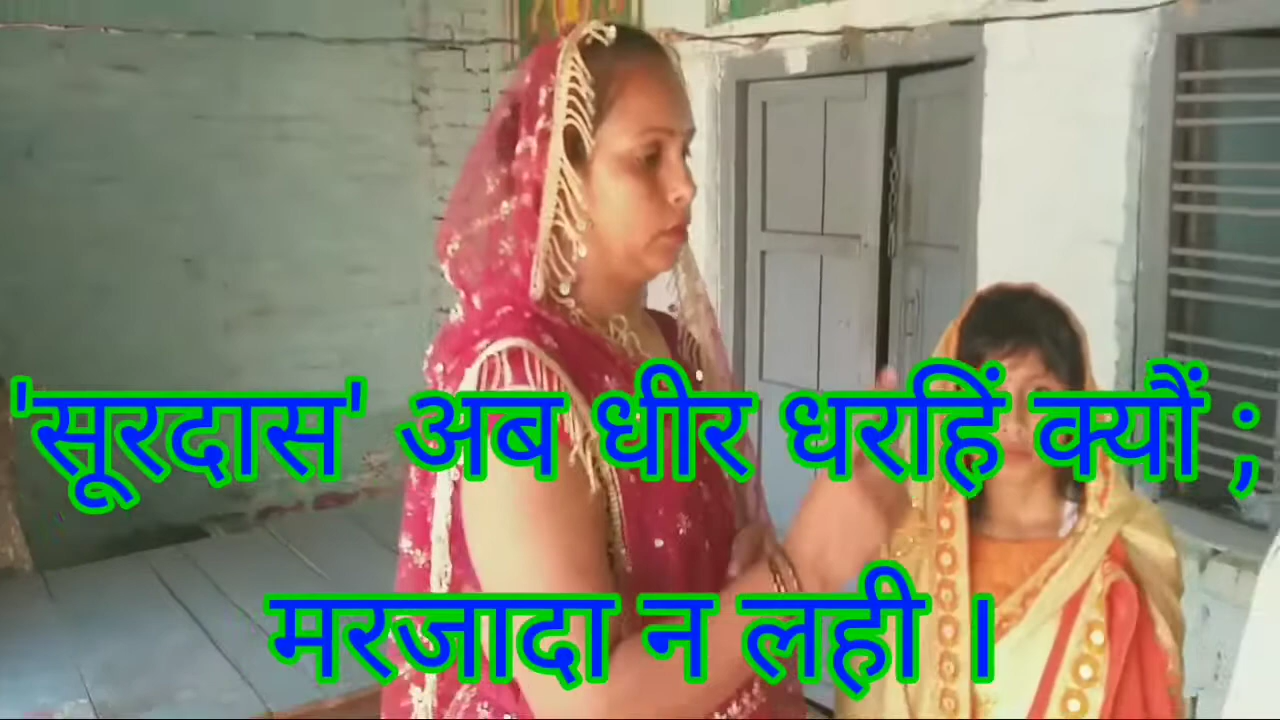 'सूरदास' अब धीर धरहिं क्यौं ;
मरजादा न लही ।